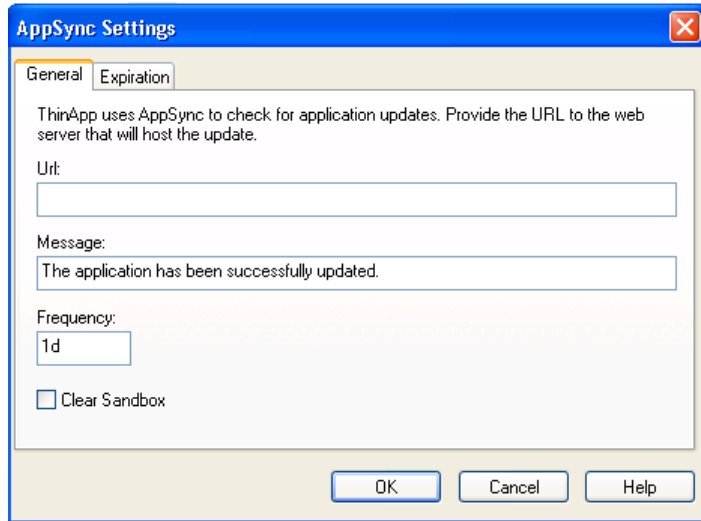 AppSync Settings
General Expiration
ThinApp uses AppSync to check for application updates. Provide the URL to the web
server that will host the update.
Url:
Message:
The application has been successfully updated.
Frequency:
1d
Clear Sandbox
OK Cancel Help